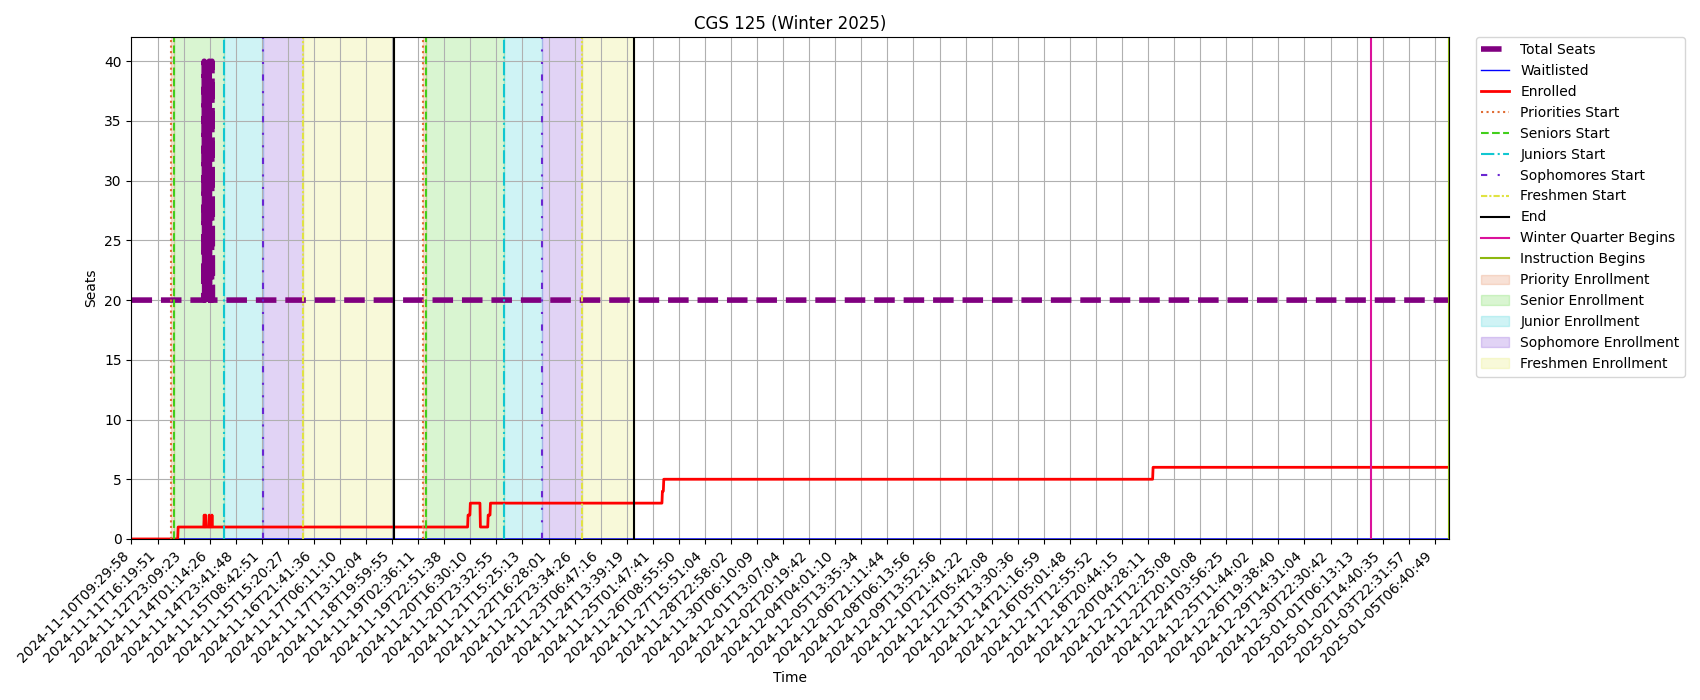 CGS 125 (Winter 2025)
40
35
30
25
20
15
10
5
0
Seats
2024-11-10T09:29:58
2024-11-11T16:19:51
2024-11-12T23:09:23
2024-11-14T01:14:26
2024-11-14T23:41:48
2024-11-15T08:42:51
2024-11-15T15:20:27
2024-11-16T21:41:36
2024-11-17T06:11:10
2024-11-17T13:12:04
2024-11-18T19:59:55
2024-11-19T02:36:11
2024-11-19T22:51:38
2024-11-20T16:30:10
2024-11-20T23:32:55
2024-11-21T15:25:13
2024-11-22T16:28:01
2024-11-22T23:34:26
2024-11-23T06:47:16
2024-11-24T13:39:19
2024-11-25T01:47:41
2024-11-26T08:55:50
2024-11-27T15:51:04
2024-11-28T22:58:02
2024-11-30T06:10:09
2024-12-01T13:07:04
2024-12-02T20:19:42
2024-12-04T04:01:10
2024-12-05T13:35:34
2024-12-06T21:11:44
2024-12-08T06:13:56
2024-12-09T13:52:56
2024-12-10T21:41:22
2024-12-12T05:42:08
2024-12-13T13:30:36
2024-12-14T21:16:59
2024-12-16T05:01:48
2024-12-17T12:55:52
2024-12-18T20:44:15
2024-12-20T04:28:11
2024-12-21T12:25:08
2024-12-22T20:10:08
2024-12-24T03:56:25
2024-12-25T11:44:02
2024-12-26T19:38:40
2024-12-29T14:31:04
2024-12-30T22:30:42
2025-01-01T06:13:13
2025-01-02T14:40:35
2025-01-03T22:31:57
2025-01-05T06:40:49
Time
Total Seats
Waitlisted
Enrolled
Priorities Start
Seniors Start
Juniors Start
Sophomores Start
Freshmen Start
End
Winter Quarter Begins
Instruction Begins
Priority Enrollment
Senior Enrollment
Junior Enrollment
Sophomore Enrollment
Freshmen Enrollment